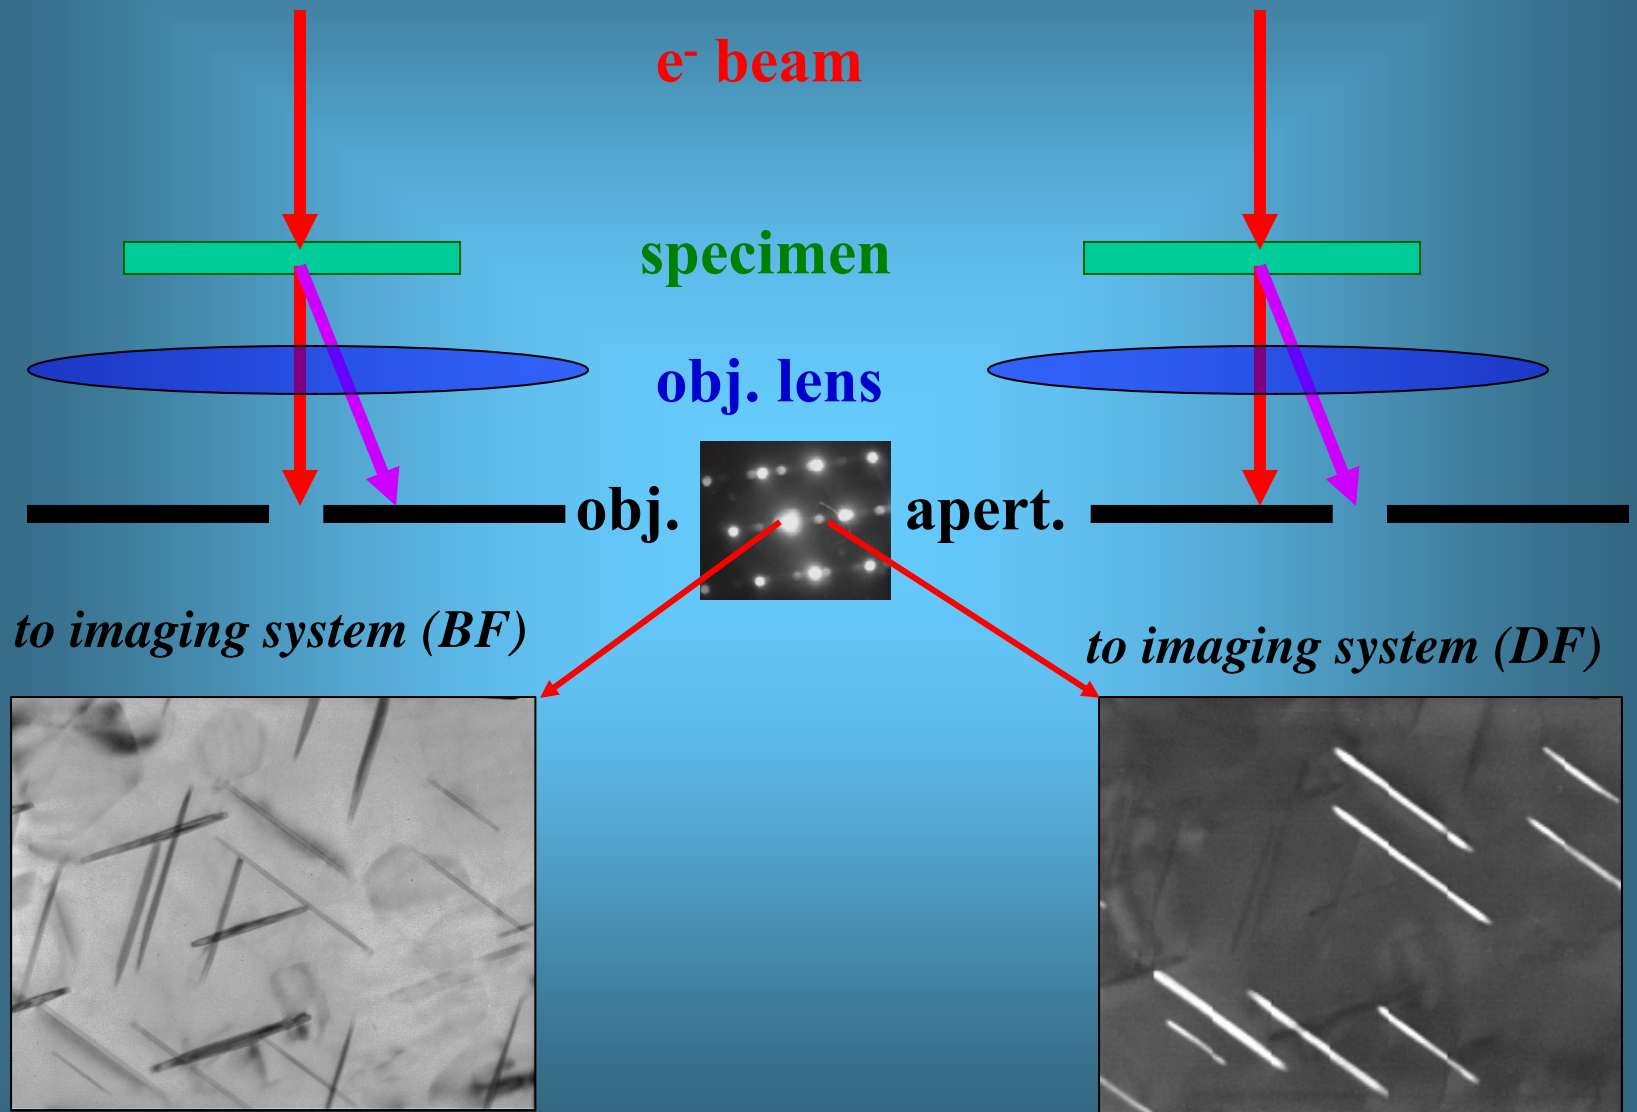 e- beam
specimen
obj. lens
obj. apert.
to imaging system (BF)
to imaging system (DF)